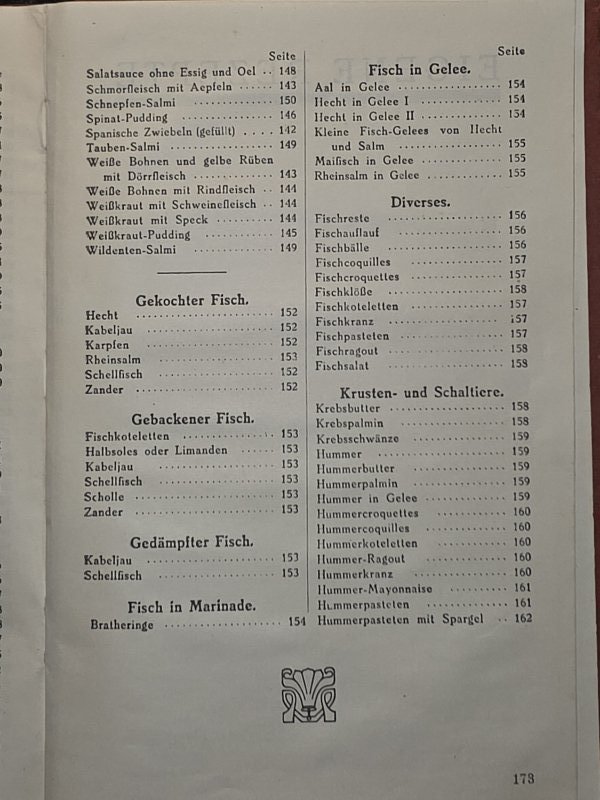 Seite
Salatsauce ohne Essig und Oel .. 148
Schmorfleisch mit Aepfeln ...... 143
Schnepfen-Salmi ............. 150
Spinat-Pudding ............... 146
Spanische Zwiebeln (gefüllt) .... 142
Tauben-Salmi ................ 149
Weiße Bohnen und gelbe Rüben
mit Dörrfleisch ............. 143
Weiße Bohnen mit Rindfleisch .. 144
Weißkraut mit Schweinefleisch .. 144
Weißkraut mit Speck ......... 144
Weißkraut-Pudding .......... 145
Wildenten-Salmi ............. 149
Gekochter Fisch.
Hecht .................... 152
Kabeljau .................. 152
Karpfen ................... 152
Rheinsalm ................. 153
Schellfisch ................. 152
Zander .................... 152
Gebackener Fisch.
Fischkoteletten .............. 153
Halbsoles oder Limanden ...... 153
Kabeljau .................. 153
Schellfisch ................. 153
Scholle .................... 153
Zander .................... 153
Gedämpfter Fisch.
Kabeljau .................. 153
Schellfisch ................. 153
Fisch in Marinade.
Bratheringe .................. 154
Seite
Fisch in Gelee.
Aal in Gelee ................ 154
Hecht in Gelee I ............. 154
Hecht in Gelee II ............. 154
Kleine Fisch-Gelees von Hecht
und Salm ................. 155
Maifisch in Gelee ............. 155
Rheinsalm in Gelee ............ 155
Diverses.
Fischreste .................. 156
Fischauflauf ................. 156
Fischbälle .................. 156
Fischcoquilles ............... 157
Fischcroquettes .............. 157
Fischklöße .................. 158
Fischkoteletten .............. 157
Fischkranz .................. 157
Fischpasteten ................ 157
Fischragout ................. 158
Fischsalat .................. 158
Krusten- und Schaltiere.
Krebsbutter .................. 158
Krebspalmin ................. 158
Krebsschwänze ............... 159
Hummer .................... 159
Hummerbutter ................ 159
Hummerpalmin ............... 159
Hummer in Gelee ............. 159
Hummercroquettes ............ 160
Hummercoquilles ............. 160
Hummerkoteletten ............ 160
Hummer-Ragout .............. 160
Hummerkranz ................ 160
Hummer-Mayonnaise .......... 161
Hummerpasteten .............. 161
Hummerpasteten mit Spargel .. 162
173